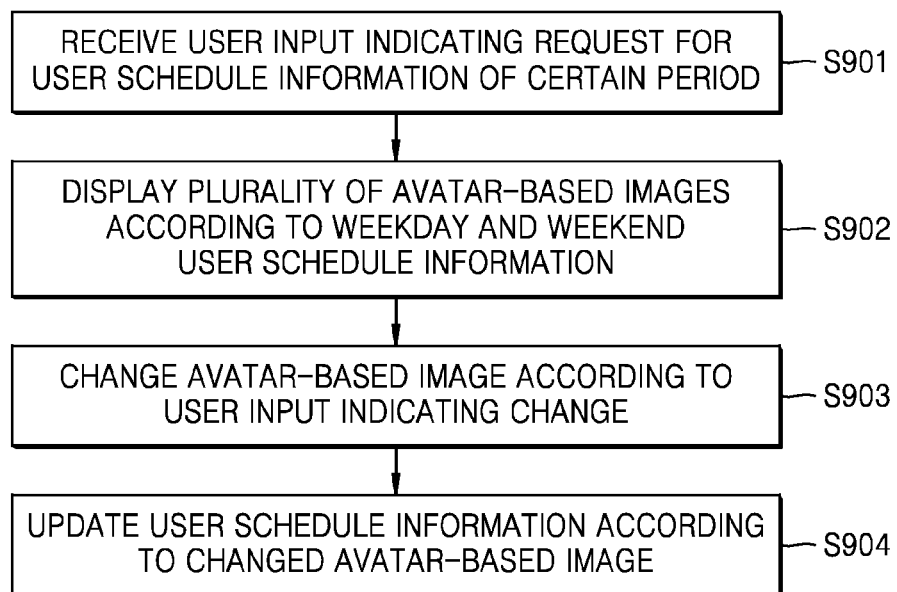 RECEIVE USER INPUT INDICATING REQUEST FOR
USER SCHEDULE INFORMATION OF CERTAIN PERIOD
S901
DISPLAY PLURALITY OF AVATAR-BASED IMAGES
ACCORDING TO WEEKDAY AND WEEKEND
USER SCHEDULE INFORMATION
S902
CHANGE AVATAR-BASED IMAGE ACCORDING TO
USER INPUT INDICATING CHANGE
S903
UPDATE USER SCHEDULE INFORMATION ACCORDING
TO CHANGED AVATAR-BASED IMAGE
S904